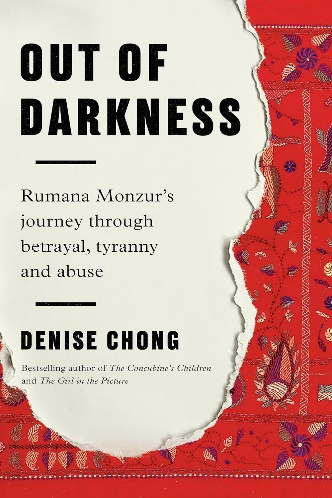 OUT OF
DARKNESS
Rumana Monzur's
journey through
betrayal, tyranny
and abuse
DENISE CHONG
Bestselling author of The Concubine's Children
and The Girl in the Picture